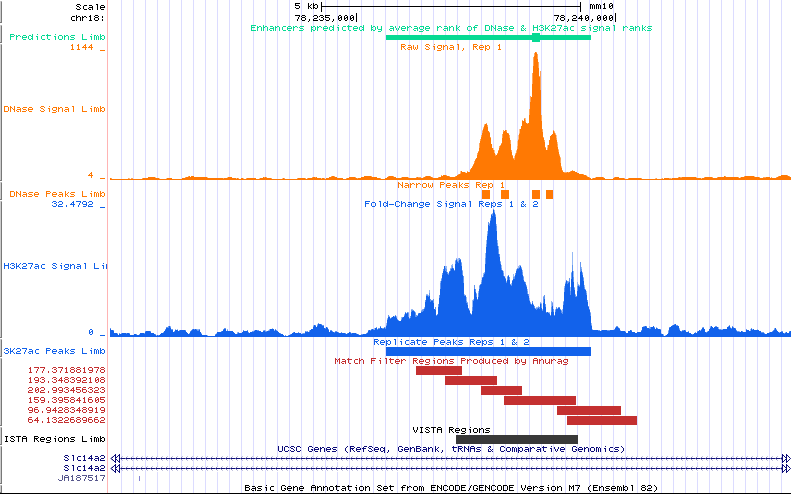 Scale 5 kb mm10
chr18: 78,235,000 78,240,000
Enhancers predicted by average rank of DNase & H3K27ac signal ranks
Predictions Limb
Raw Signal, Rep 1
1144
DNase Signal Limb
4
Narrow Peaks Rep 1
DNase Peaks Limb
32.4792 Fold-Change Signal Reps 1 & 2
H3K27ac Signal Li
0
Replicate Peaks Reps 1 & 2
3K27ac Peaks Limb
Match Filter Regions Produced by Anurag
177.371881978
193.348392108
202.993456323
159.395841605
96.9428348919
64.1322689662
VISTA Regions
ISTA Regions Limb
UCSC Genes (RefSeq, GenBank, tRNAs & Comparative Genomics)
Slc14a2
Slc14a2
JA187517
Basic Gene Annotation Set from ENCODE/GENCODE Version M7 (Ensembl 82)